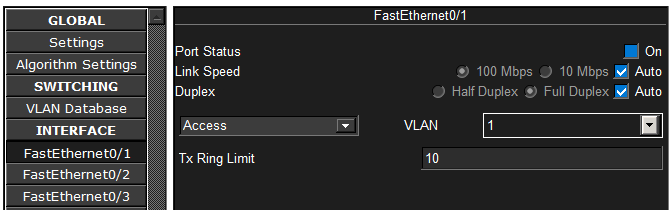 GLOBAL
Settings
Algorithm Settings
SWITCHING
VLAN Database
INTERFACE
FastEthernet0/1
FastEthernet0/2
FastEthernet0/3
FastEthernet0/1
Port Status On
Link Speed 100 Mbps 10 Mbps Auto
Duplex Half Duplex Full Duplex Auto
Access VLAN 1
Tx Ring Limit 10